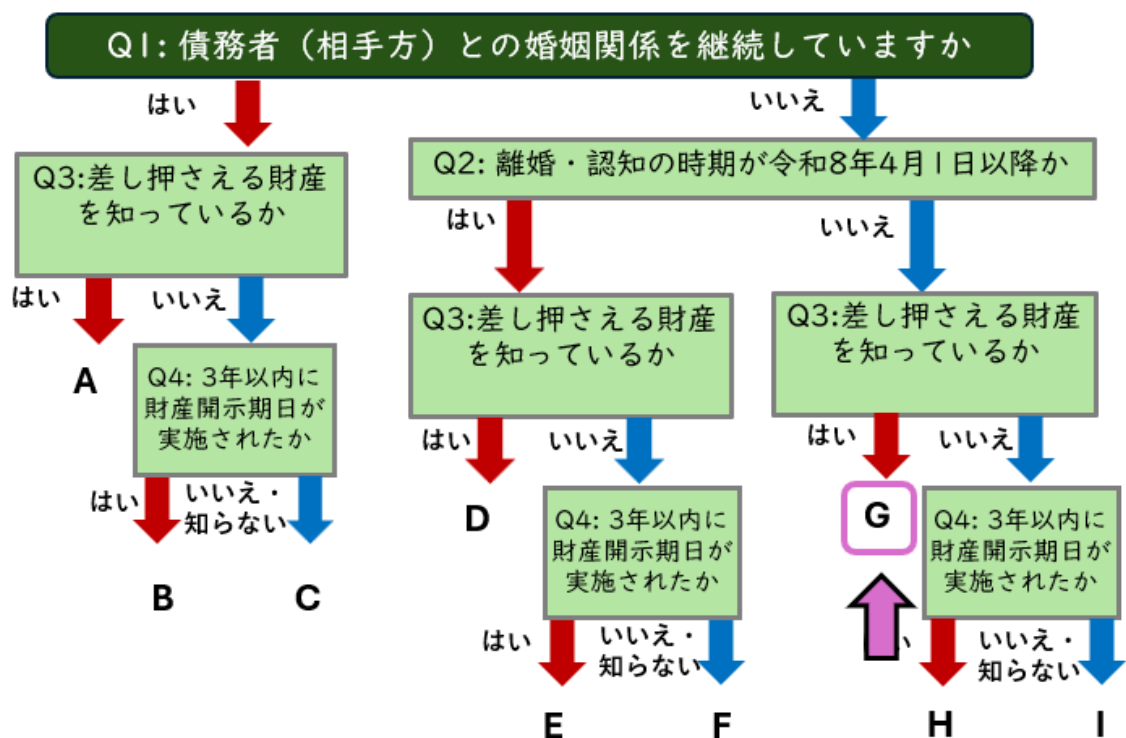 Q1: 債務者（相手方）との婚姻関係を継続していますか
はい
いいえ
Q3:差し押さえる財産
を知っているか
Q2: 離婚・認知の時期が令和8年4月1日以降か
はい
いいえ
はい
いいえ
A
Q4: 3年以内に
財産開示期日が
実施されたか
はい
いいえ・
知らない
B
C
Q3:差し押さえる財産
を知っているか
はい
いいえ
D
Q4: 3年以内に
財産開示期日が
実施されたか
はい
いいえ・
知らない
E
F
Q3:差し押さえる財産
を知っているか
はい
いいえ
G
Q4: 3年以内に
財産開示期日が
実施されたか
いいえ・
知らない
H
I